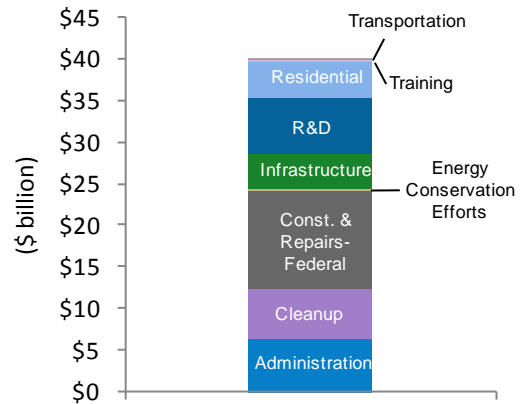 ($ billion)
$45
$40
$35
$30
$25
$20
$15
$10
$5
$0
Transportation
Training
Residential
R&D
Infrastructure
Energy
Conservation
Efforts
Const. &
Repairs-
Federal
Cleanup
Administration